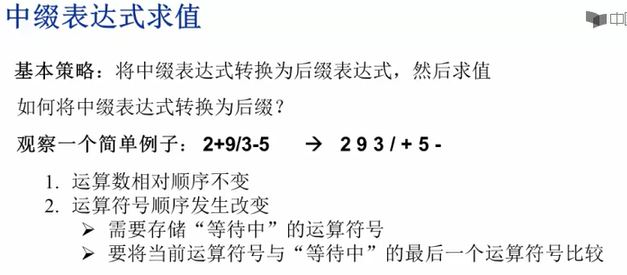 中缀表达式求值
基本策略：将中缀表达式转换为后缀表达式，然后求值
如何将中缀表达式转换为后缀？
观察一个简单例子： 2+9/3-5 → 2 9 3 / + 5 -
1. 运算数相对顺序不变
2. 运算符号顺序发生改变
➢ 需要存储“等待中”的运算符号
➢ 要将当前运算符号与“等待中”的最后一个运算符号比较